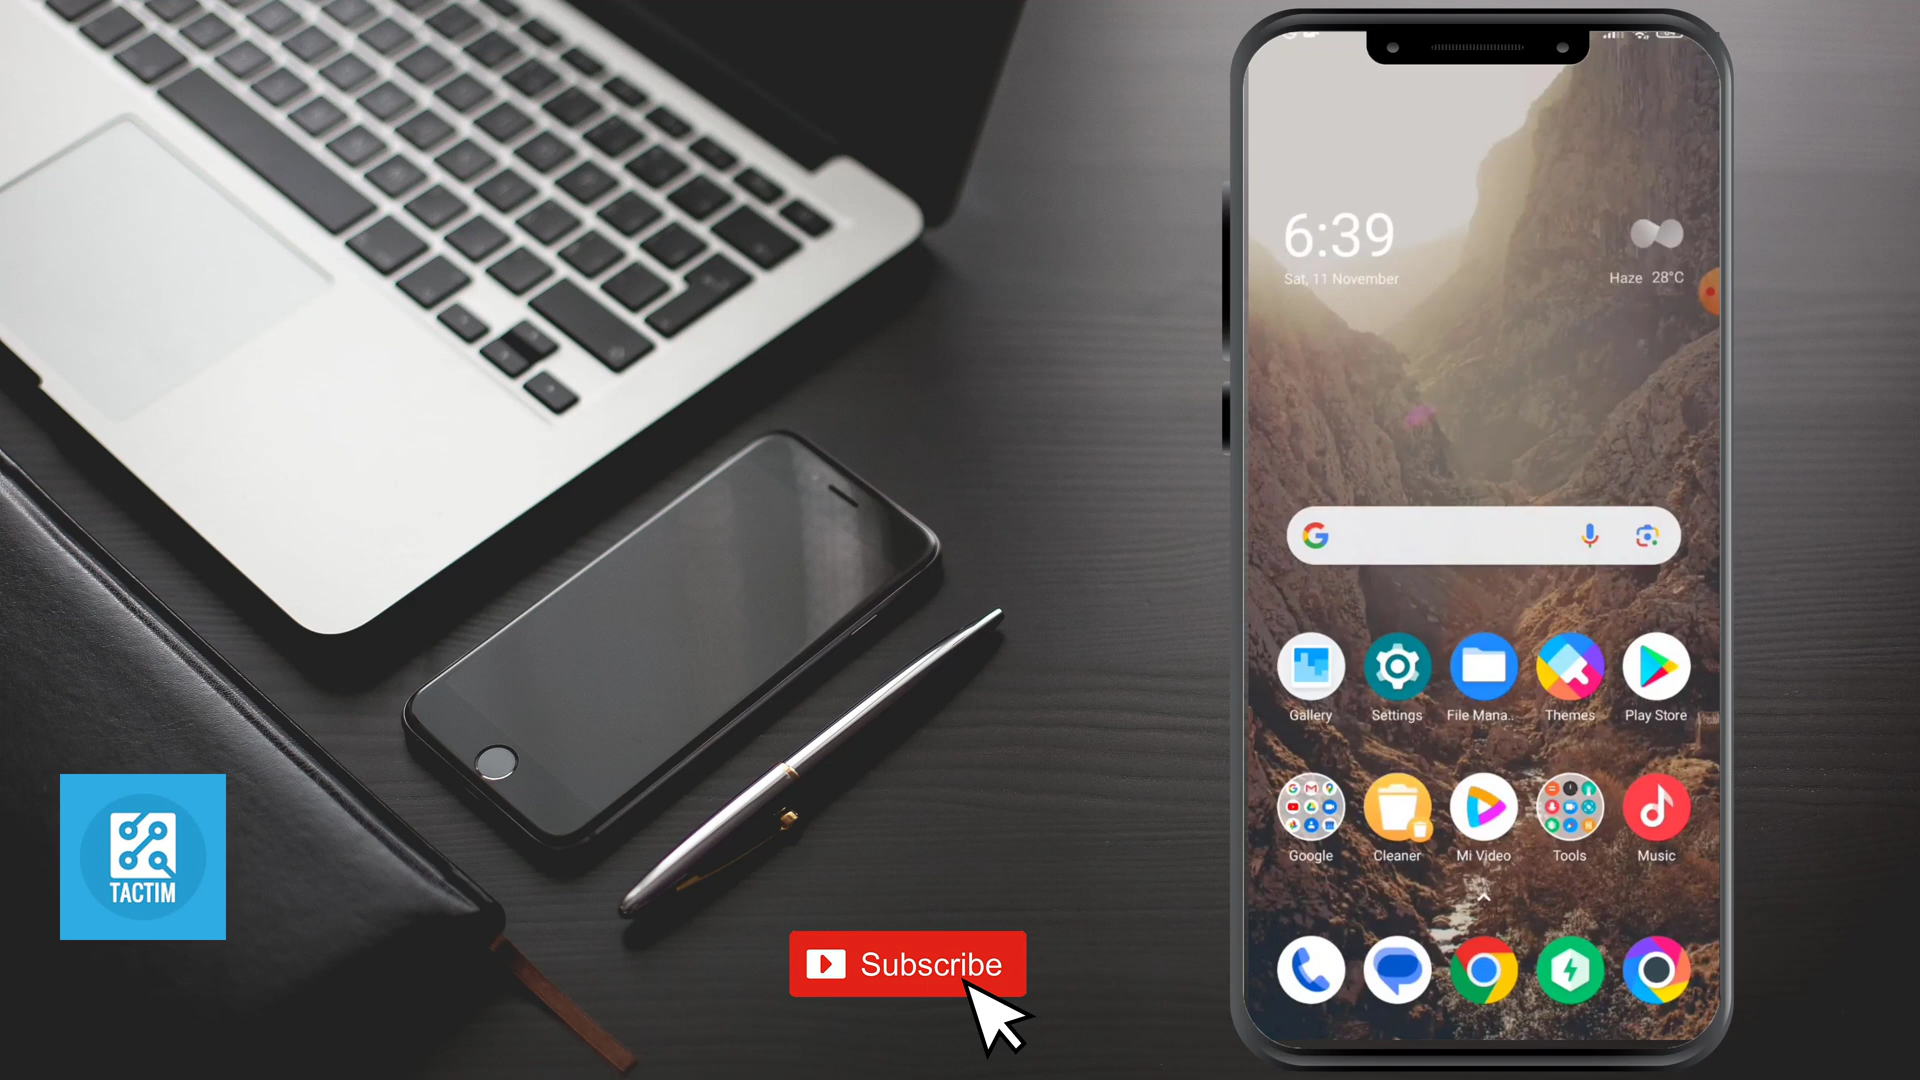 6:39
Sat, 11 November
Haze 28°C
Gallery
Settings
File Mana..
Themes
Play Store
Google
Cleaner
Mi Video
Tools
Music
TACTIM
Subscribe